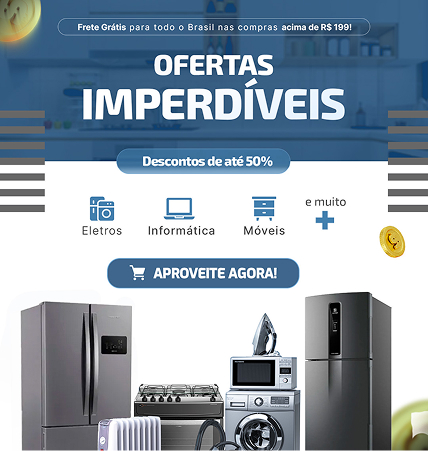 Frete Grátis para todo o Brasil nas compras acima de R$ 199!
OFERTAS
IMPERDÍVEIS
Descontos de até 50%
Eletros
Informática
Móveis
e muito
+
APROVEITE AGORA!